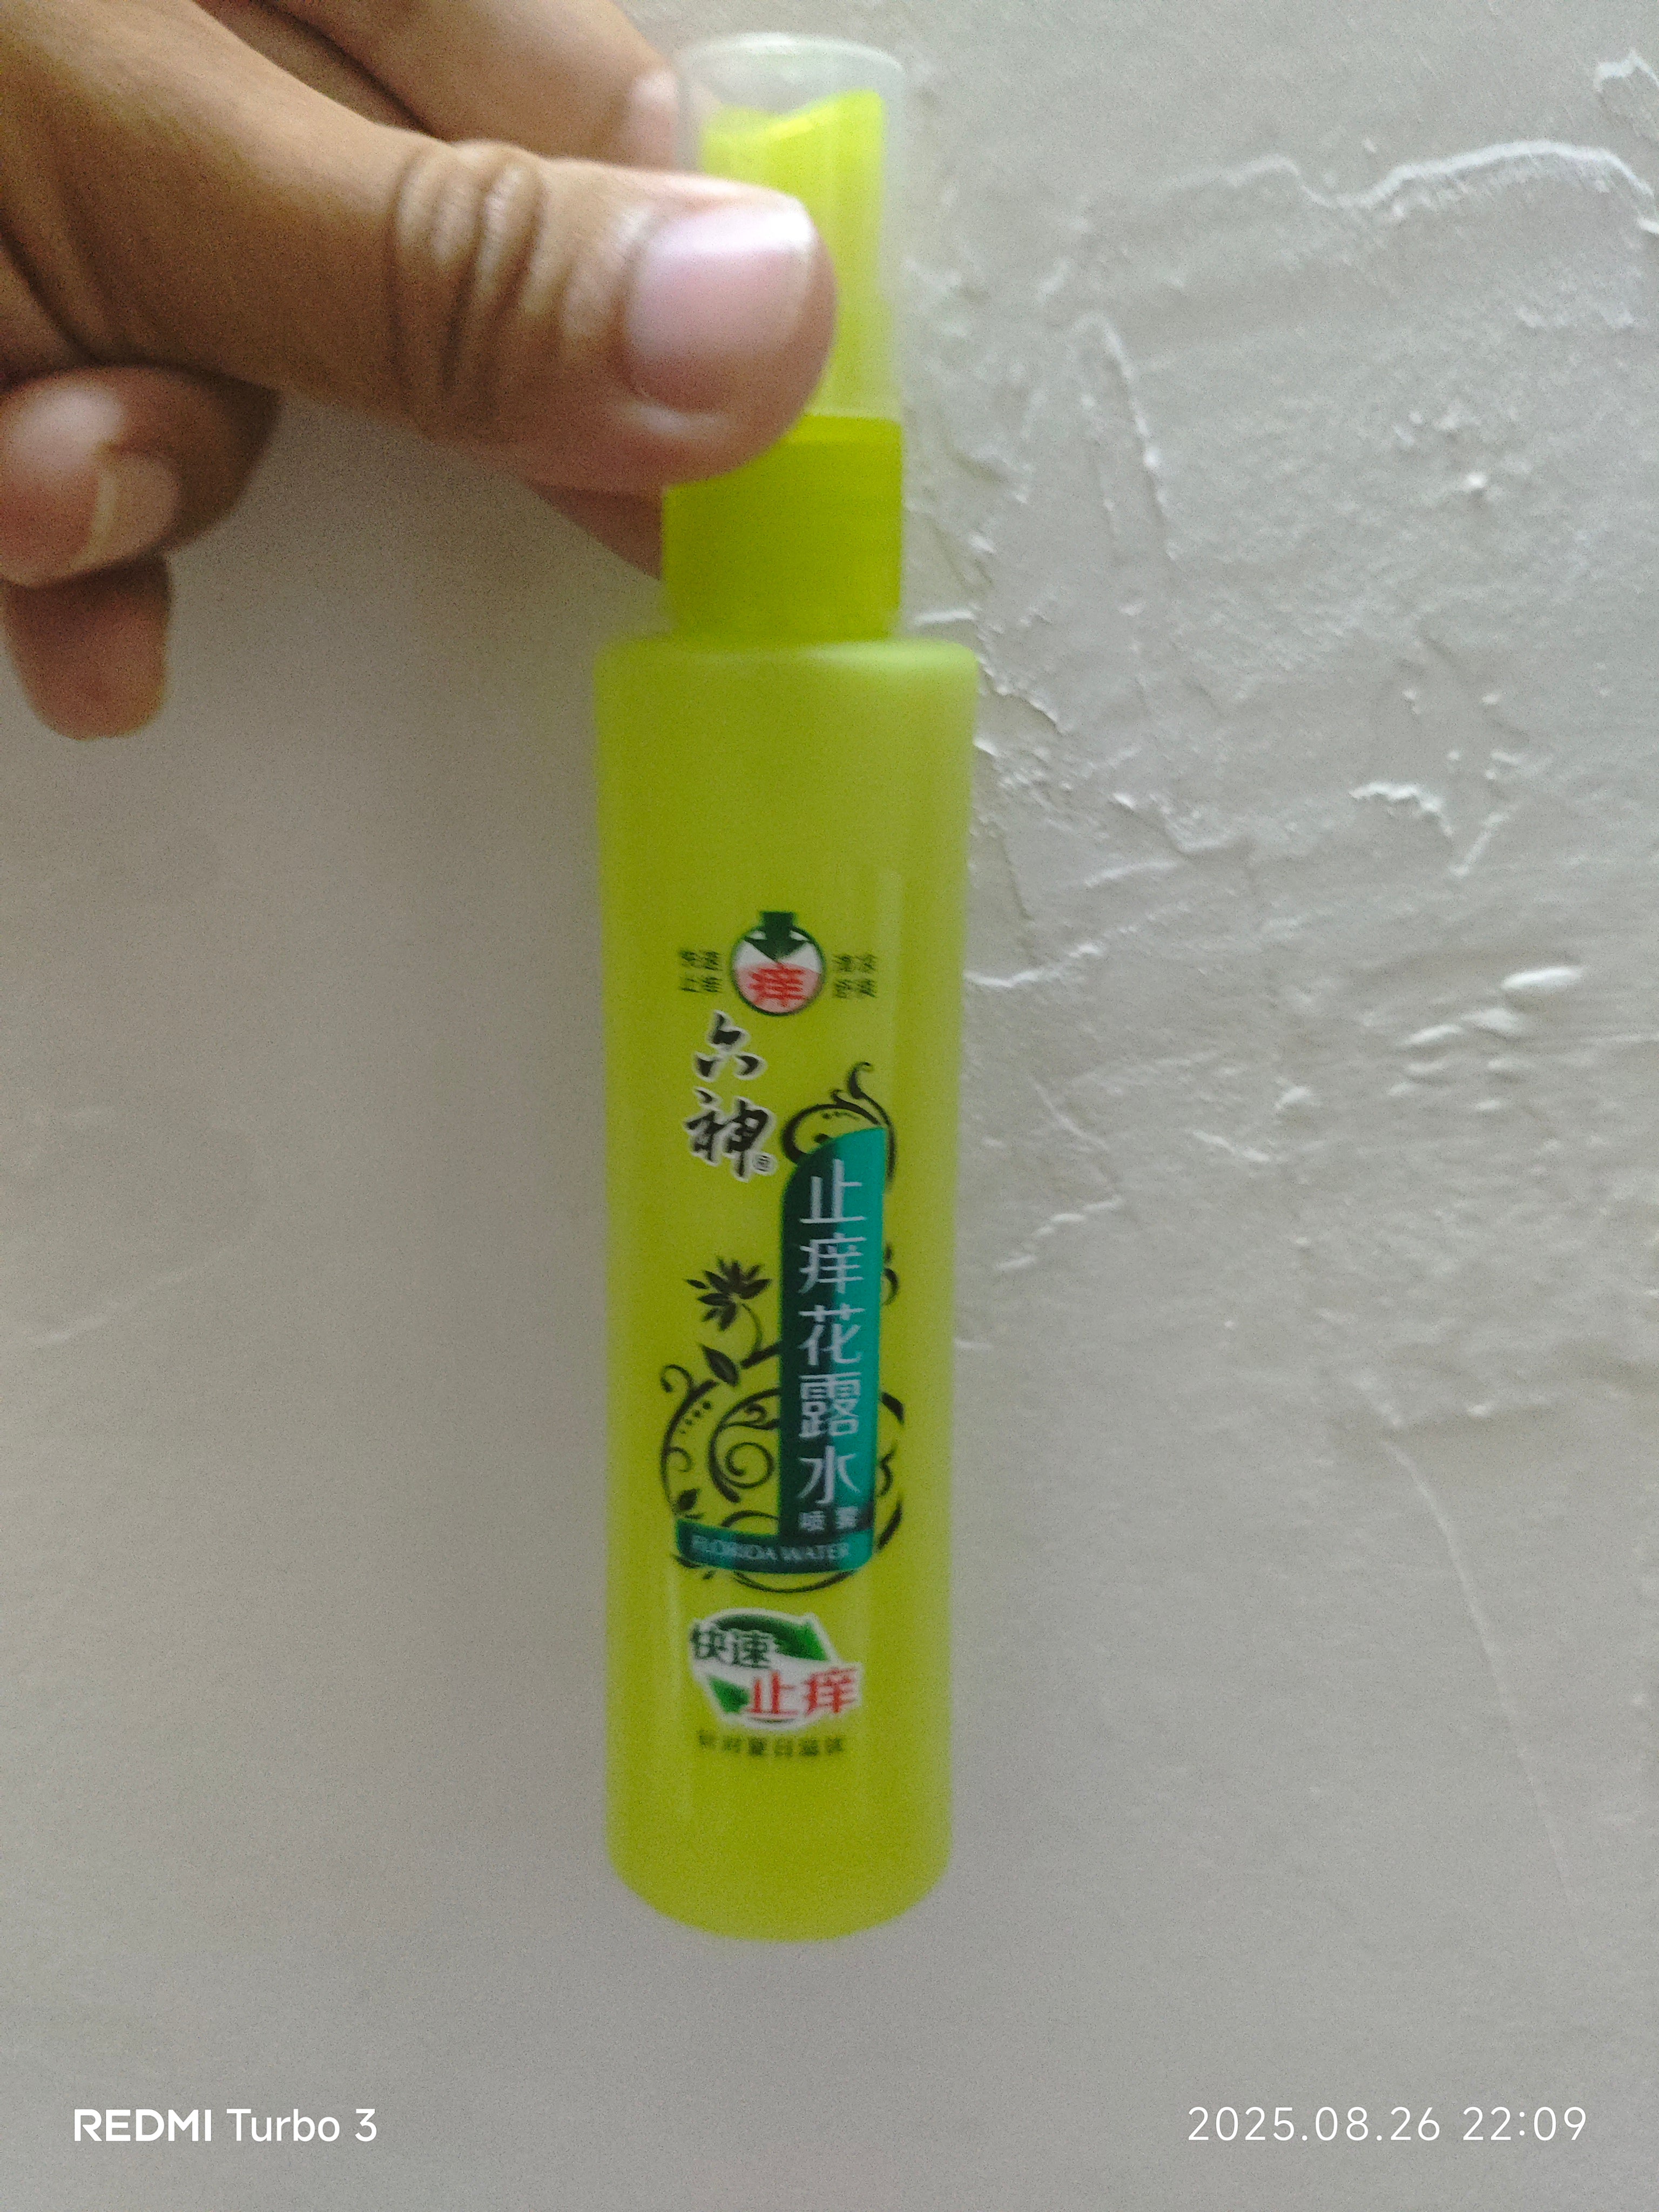 快速
止痒
痒
清凉
舒爽
六神
止痒花露水
喷雾
FLORIDA WATER
快速
止痒
REDMI Turbo 3
2025.08.26 22:09